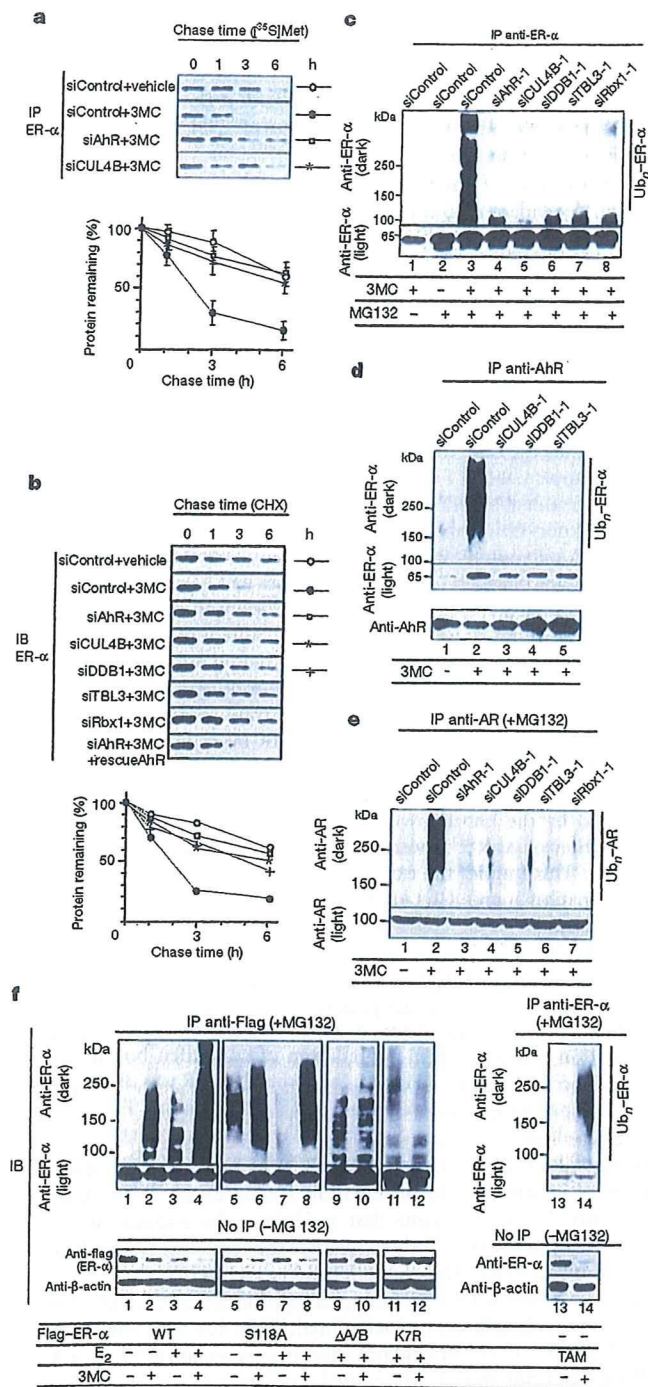 a
Chase time ([³⁵S]Met)
0 1 3 6 h
IP ER-α
siControl+vehicle
siControl+3MC
siAhR+3MC
siCUL4B+3MC
Protein remaining (%)
100
50
0 3 6
Chase time (h)
b
Chase time (CHX)
0 1 3 6 h
IB ER-α
siControl+vehicle
siControl+3MC
siAhR+3MC
siCUL4B+3MC
siDDB1+3MC
siTBL3+3MC
siRbx1+3MC
siAhR+3MC
+rescueAhR
Protein remaining (%)
100
50
0 3 6
Chase time (h)
c
IP anti-ER-α
siControl siControl siControl siAhR-1 siCUL4B-1 siDDB1-1 siTBL3-1 siRbx1-1
kDa
250
150
100
65
Anti-ER-α (dark)
Anti-ER-α (light)
Ubn–ER-α
1 2 3 4 5 6 7 8
3MC + − + + + + + +
MG132 − + + + + + + +
d
IP anti-AhR
siControl siControl siCUL4B-1 siDDB1-1 siTBL3-1
kDa
250
150
100
65
Anti-ER-α (dark)
Anti-ER-α (light)
Ubn–ER-α
Anti-AhR
1 2 3 4 5
3MC − + + + +
e
IP anti-AR (+MG132)
siControl siControl siAhR-1 siCUL4B-1 siDDB1-1 siTBL3-1 siRbx1-1
kDa
250
150
100
Anti-AR (dark)
Anti-AR (light)
Ubn–AR
1 2 3 4 5 6 7
3MC − + + + + + +
f
IB
IP anti-Flag (+MG132)
kDa
250
150
100
Anti-ER-α (dark)
Anti-ER-α (light)
1 2 3 4 5 6 7 8 9 10 11 12
No IP (−MG 132)
Anti-flag (ER-α)
Anti-β-actin
1 2 3 4 5 6 7 8 9 10 11 12
Flag–ER-α WT S118A ΔA/B K7R
E₂ − − + + − − + + + + + +
3MC − + − + − + − + − + − +
IP anti-ER-α (+MG132)
kDa
250
150
100
Anti-ER-α (dark)
Anti-ER-α (light)
Ubn–ER-α
13 14
No IP (−MG132)
Anti-ER-α
Anti-β-actin
13 14
− −
TAM
− +